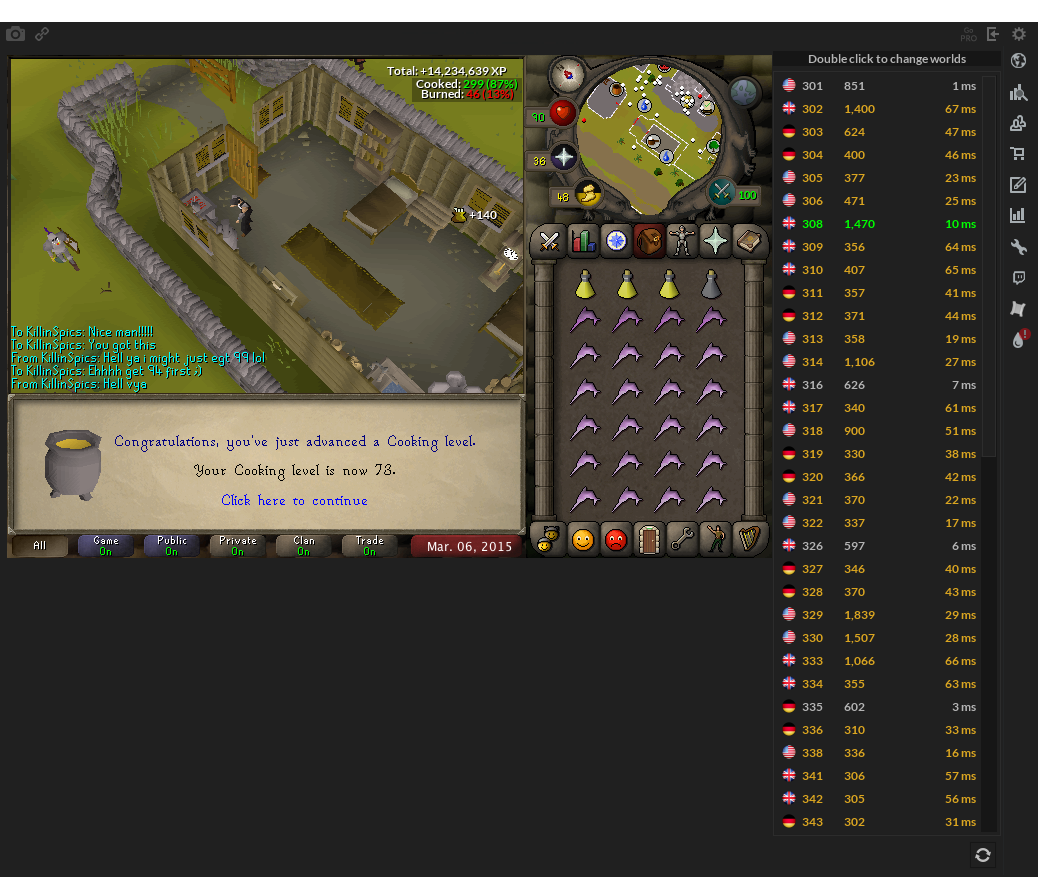 Go
PRO
Double click to change worlds
Total: +14,234,639 XP
Cooked: 299 (87%)
Burned: 46 (13%)
+140
To KillinSpics: Nice man!!!!!
To KillinSpics: You got this
From KillinSpics: Hell ya i might just egt 99 lol
To KillinSpics: Ehhhh get 94 first ;)
From KillinSpics: Hell vya
Congratulations, you've just advanced a Cooking level.
Your Cooking level is now 73.
Click here to continue
All
Game
On
Public
On
Private
On
Clan
On
Trade
On
Mar. 06, 2015
90
36
48
100
301 851 1 ms
302 1,400 67 ms
303 624 47 ms
304 400 46 ms
305 377 23 ms
306 471 25 ms
308 1,470 10 ms
309 356 64 ms
310 407 65 ms
311 357 41 ms
312 371 44 ms
313 358 19 ms
314 1,106 27 ms
316 626 7 ms
317 340 61 ms
318 900 51 ms
319 330 38 ms
320 366 42 ms
321 370 22 ms
322 337 17 ms
326 597 6 ms
327 346 40 ms
328 370 43 ms
329 1,839 29 ms
330 1,507 28 ms
333 1,066 66 ms
334 355 63 ms
335 602 3 ms
336 310 33 ms
338 336 16 ms
341 306 57 ms
342 305 56 ms
343 302 31 ms